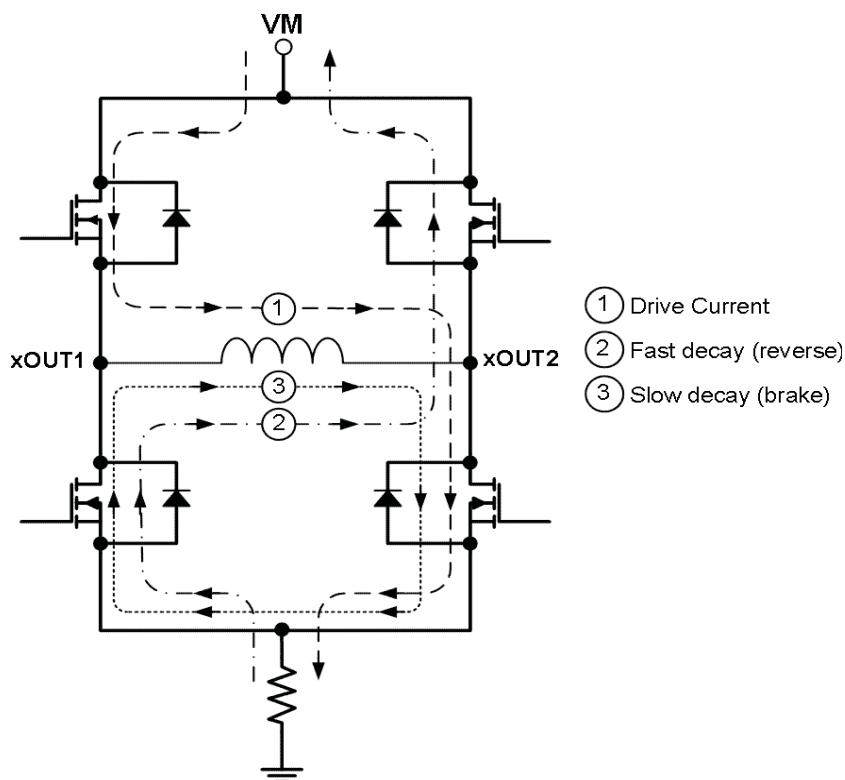 VM
1
xOUT1
xOUT2
3
2
1 Drive Current
2 Fast decay (reverse)
3 Slow decay (brake)